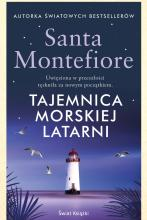 AUTORKA ŚWIATOWYCH BESTSELLERÓW
Santa
Montefiore
Uwięziona w przeszłości
tęskniła za nowym początkiem.
TAJEMNICA
MORSKIEJ
LATARNI
Świat Książki